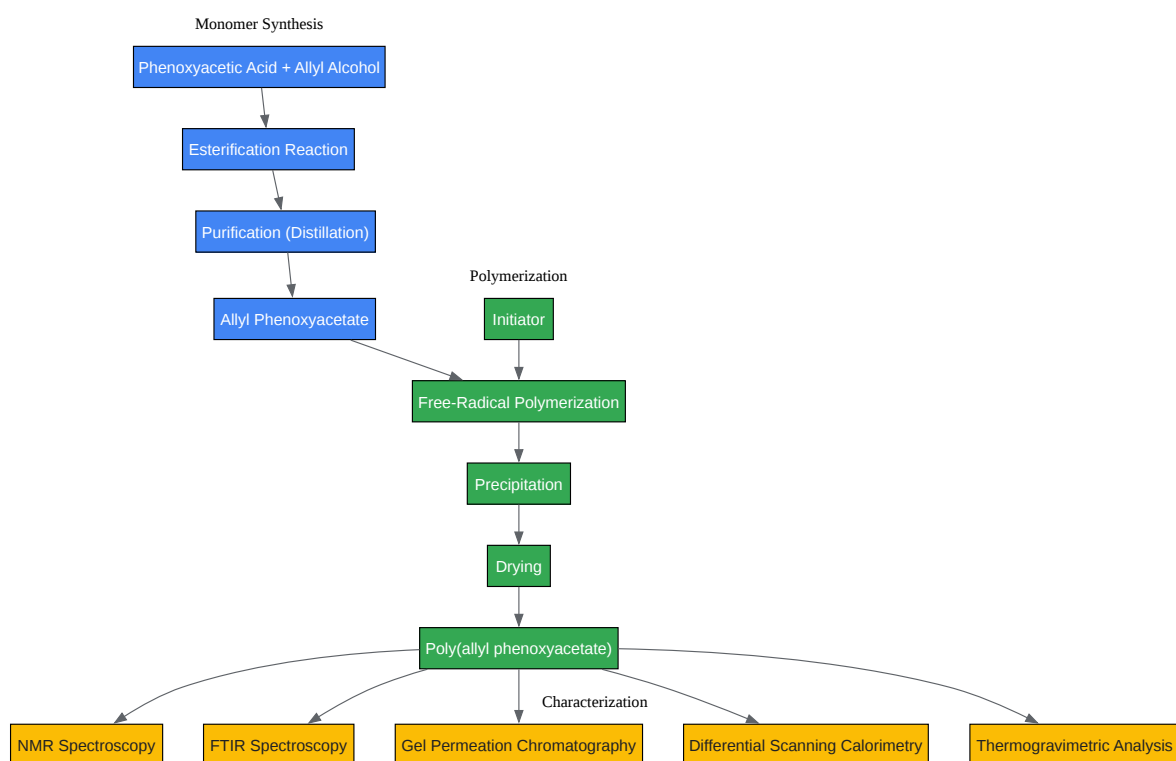 Monomer Synthesis
Phenoxyacetic Acid + Allyl Alcohol
Esterification Reaction
Purification (Distillation)
Polymerization
Allyl Phenoxyacetate
Initiator
Free-Radical Polymerization
Precipitation
Drying
Poly(allyl phenoxyacetate)
Characterization
NMR Spectroscopy
FTIR Spectroscopy
Gel Permeation Chromatography
Differential Scanning Calorimetry
Thermogravimetric Analysis